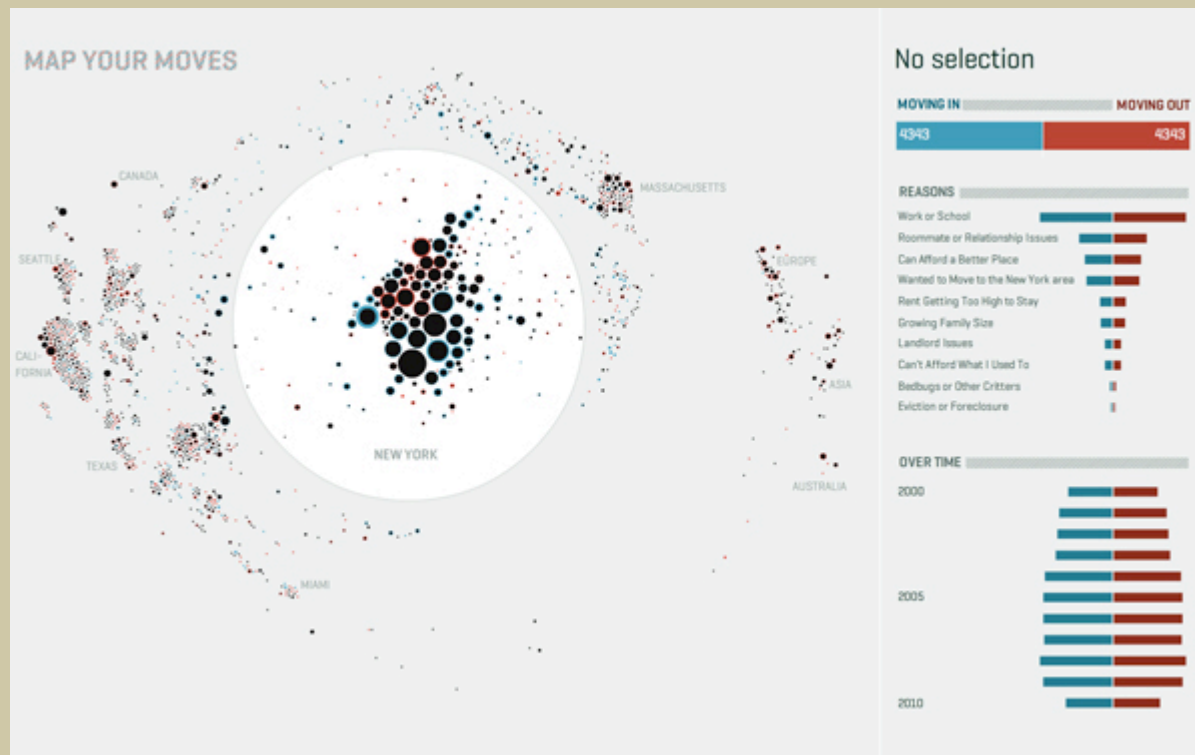 MAP YOUR MOVES
CANADA
MASSACHUSETTS
SEATTLE
EUROPE
CALI-
FORNIA
ASIA
NEW YORK
TEXAS
AUSTRALIA
MIAMI
No selection
MOVING IN
MOVING OUT
4343
4343
REASONS
Work or School
Roommate or Relationship Issues
Can Afford a Better Place
Wanted to Move to the New York area
Rent Getting Too High to Stay
Growing Family Size
Landlord Issues
Can't Afford What I Used To
Bedbugs or Other Critters
Eviction or Foreclosure
OVER TIME
2000
2005
2010